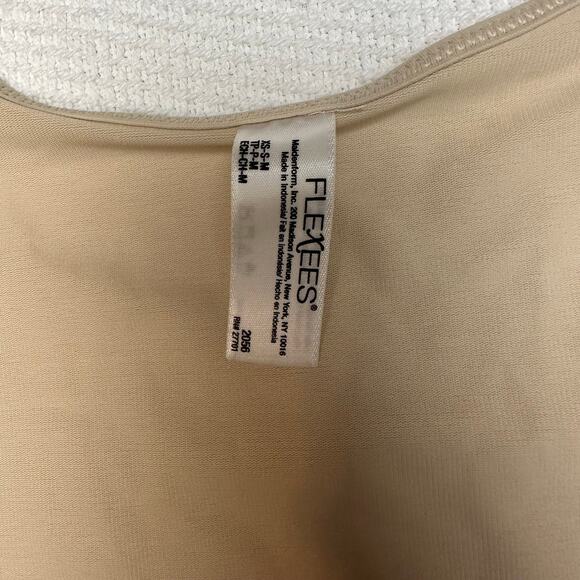 FLEXEES®
Maidenform, Inc. 200 Madison Avenue, New York, NY 10016
Made in Indonesia/ Fait en Indonésie/ Hecho en Indonesia
XS-S-M
TP-P-M
ECH-CH-M
2056
RN# 27701